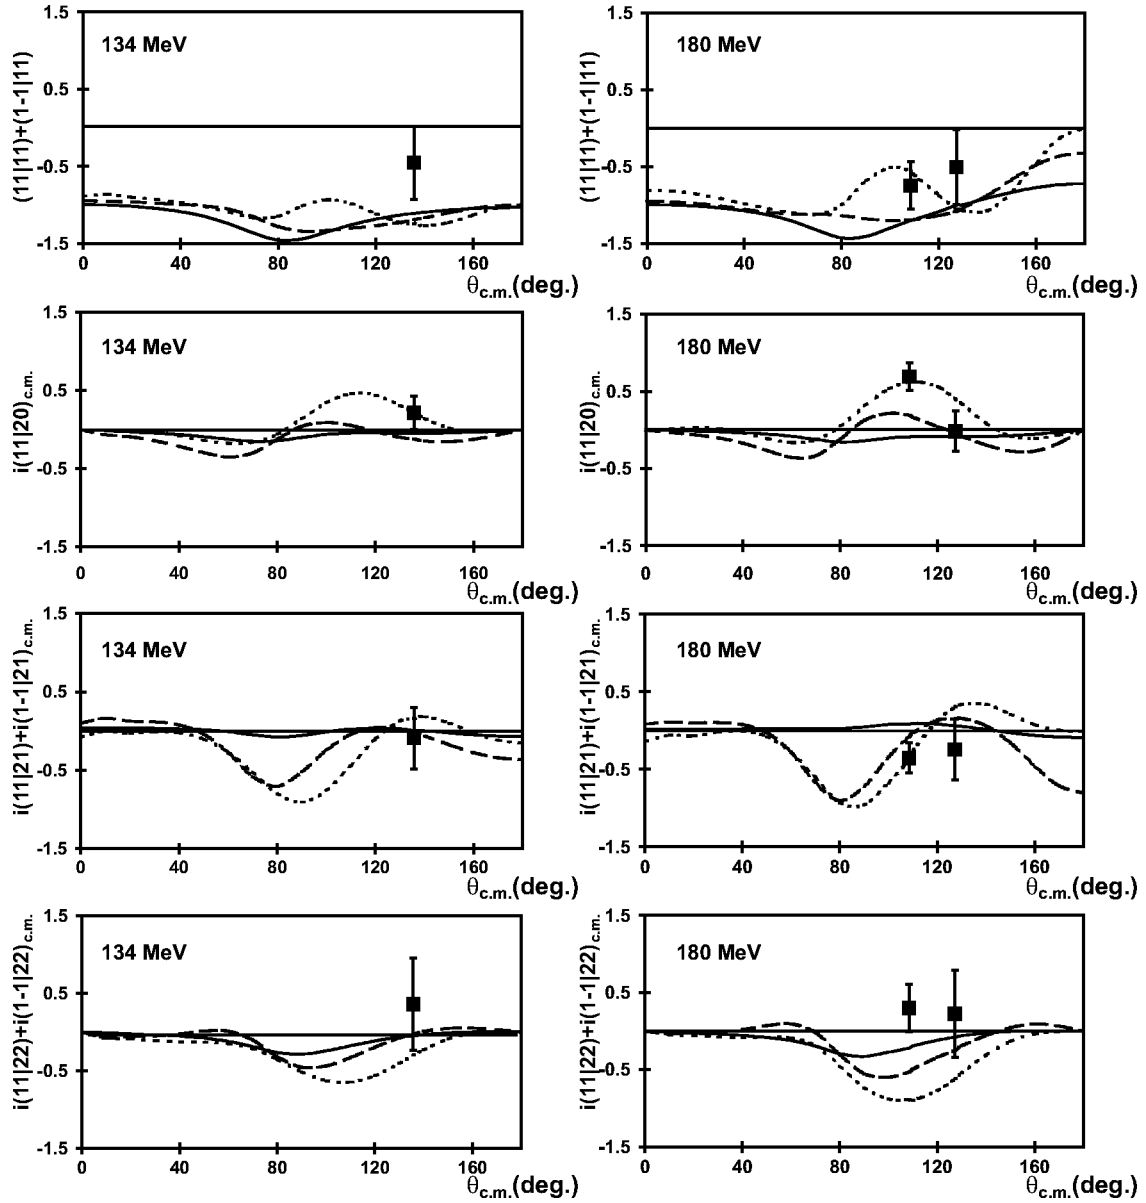 1.5 134 MeV 0.5 -0.5 -1.5 (11|11)+(1-1|11)
0 40 80 120 160
θc.m.(deg.)
1.5 180 MeV 0.5 -0.5 -1.5 (11|11)+(1-1|11)
0 40 80 120 160
θc.m.(deg.)
1.5 134 MeV 0.5 -0.5 -1.5 i(11|20)c.m.
0 40 80 120 160
θc.m.(deg.)
1.5 180 MeV 0.5 -0.5 -1.5 i(11|20)c.m.
0 40 80 120 160
θc.m.(deg.)
1.5 134 MeV 0.5 -0.5 -1.5 i(11|21)+i(1-1|21)c.m.
0 40 80 120 160
θc.m.(deg.)
1.5 180 MeV 0.5 -0.5 -1.5 i(11|21)+i(1-1|21)c.m.
0 40 80 120 160
θc.m.(deg.)
1.5 134 MeV 0.5 -0.5 -1.5 i(11|22)+i(1-1|22)c.m.
0 40 80 120 160
θc.m.(deg.)
1.5 180 MeV 0.5 -0.5 -1.5 i(11|22)+i(1-1|22)c.m.
0 40 80 120 160
θc.m.(deg.)